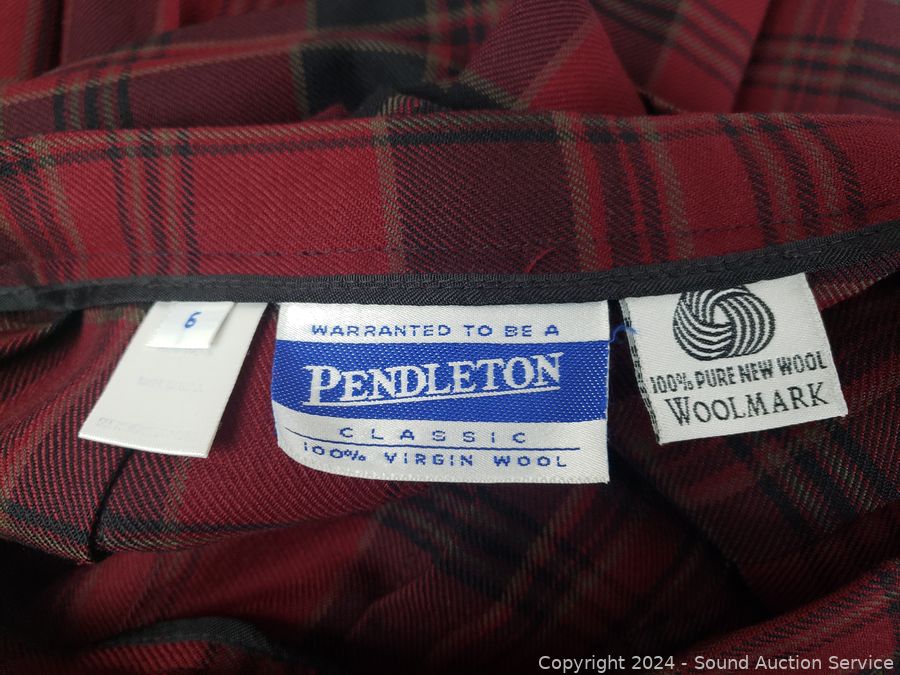 6
WARRANTED TO BE A
PENDLETON
CLASSIC
100% VIRGIN WOOL
100% PURE NEW WOOL
WOOLMARK
Copyright 2024 - Sound Auction Service